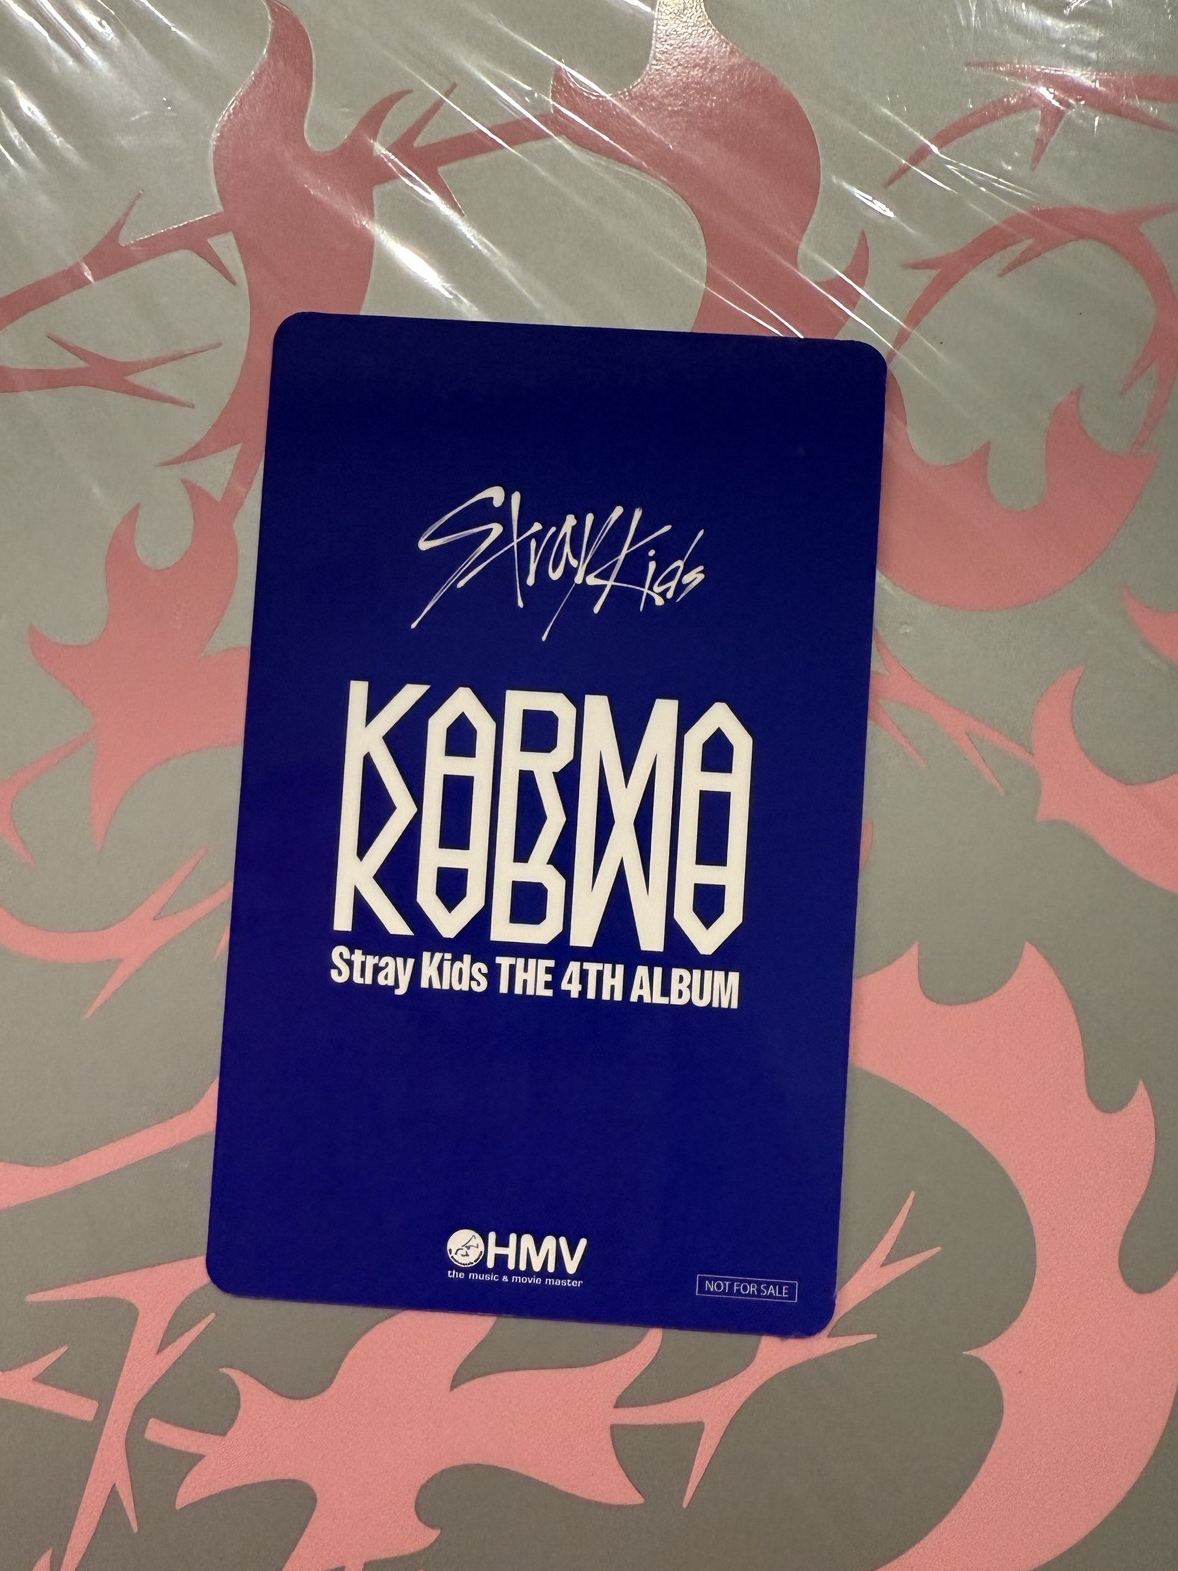 Stray Kids
KARMA
Stray Kids THE 4TH ALBUM
HMV
the music & movie master
NOT FOR SALE